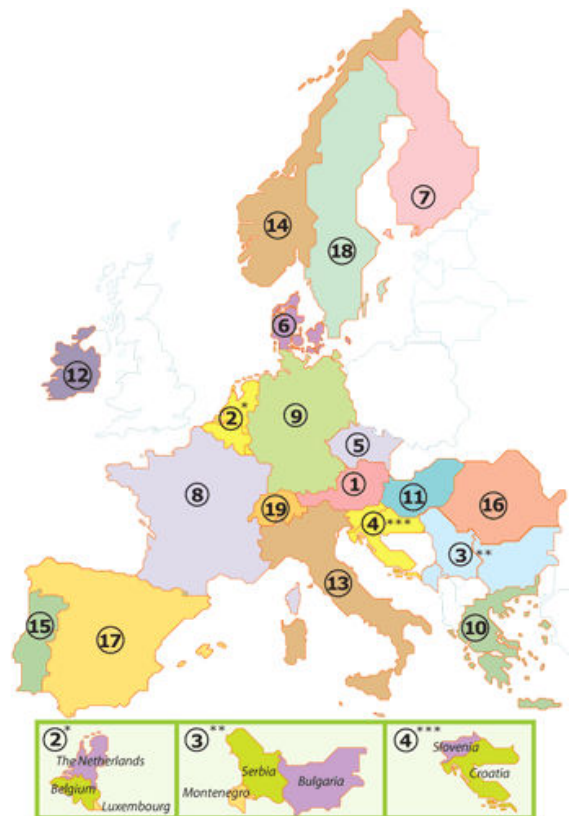 7
14
18
6
12
2 *
9
5
8
1
11
19
16
4 ***
3 **
13
15
17
10
2 *
The Netherlands
Belgium
Luxembourg
3 **
Serbia
Bulgaria
Montenegro
4 ***
Slovenia
Croatia